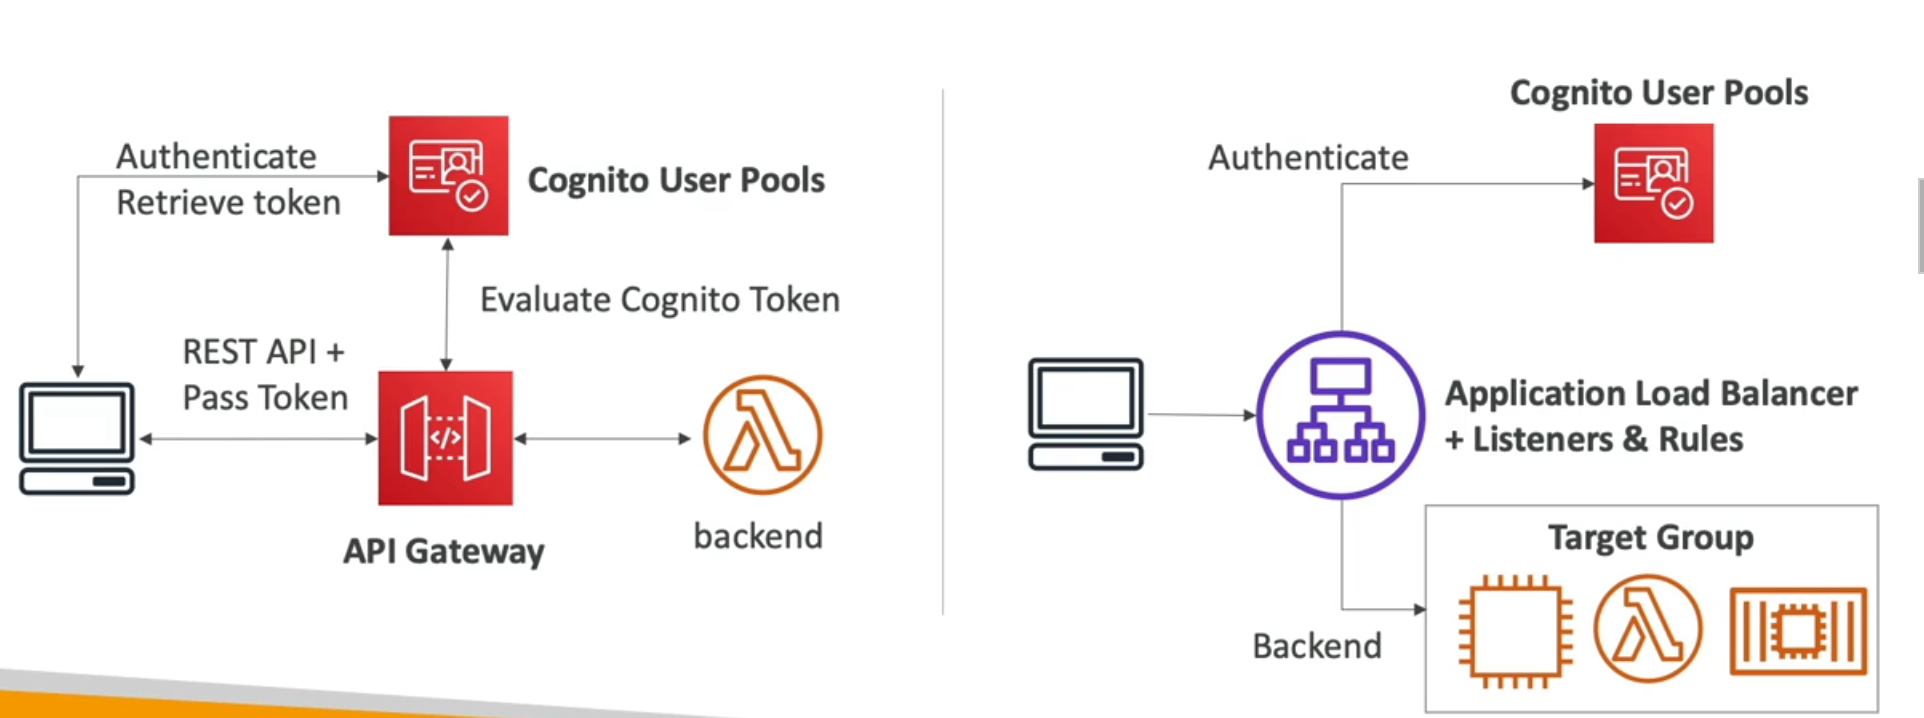 Authenticate
Retrieve token
Cognito User Pools
Evaluate Cognito Token
REST API +
Pass Token
</>
API Gateway
backend
Cognito User Pools
Authenticate
Application Load Balancer
+ Listeners & Rules
Target Group
Backend